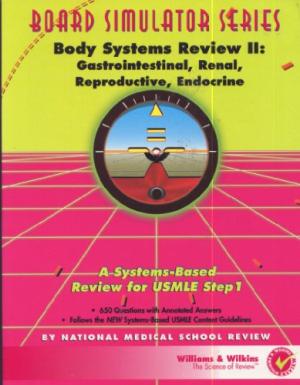 BOARD SIMULATOR SERIES
Body Systems Review II:
Gastrointestinal, Renal,
Reproductive, Endocrine
A Systems-Based
Review for USMLE Step 1
• 650 Questions with Annotated Answers
• Follows the NEW Systems-Based USMLE Content Guidelines
BY NATIONAL MEDICAL SCHOOL REVIEW
Williams & Wilkins
The Science of Review™